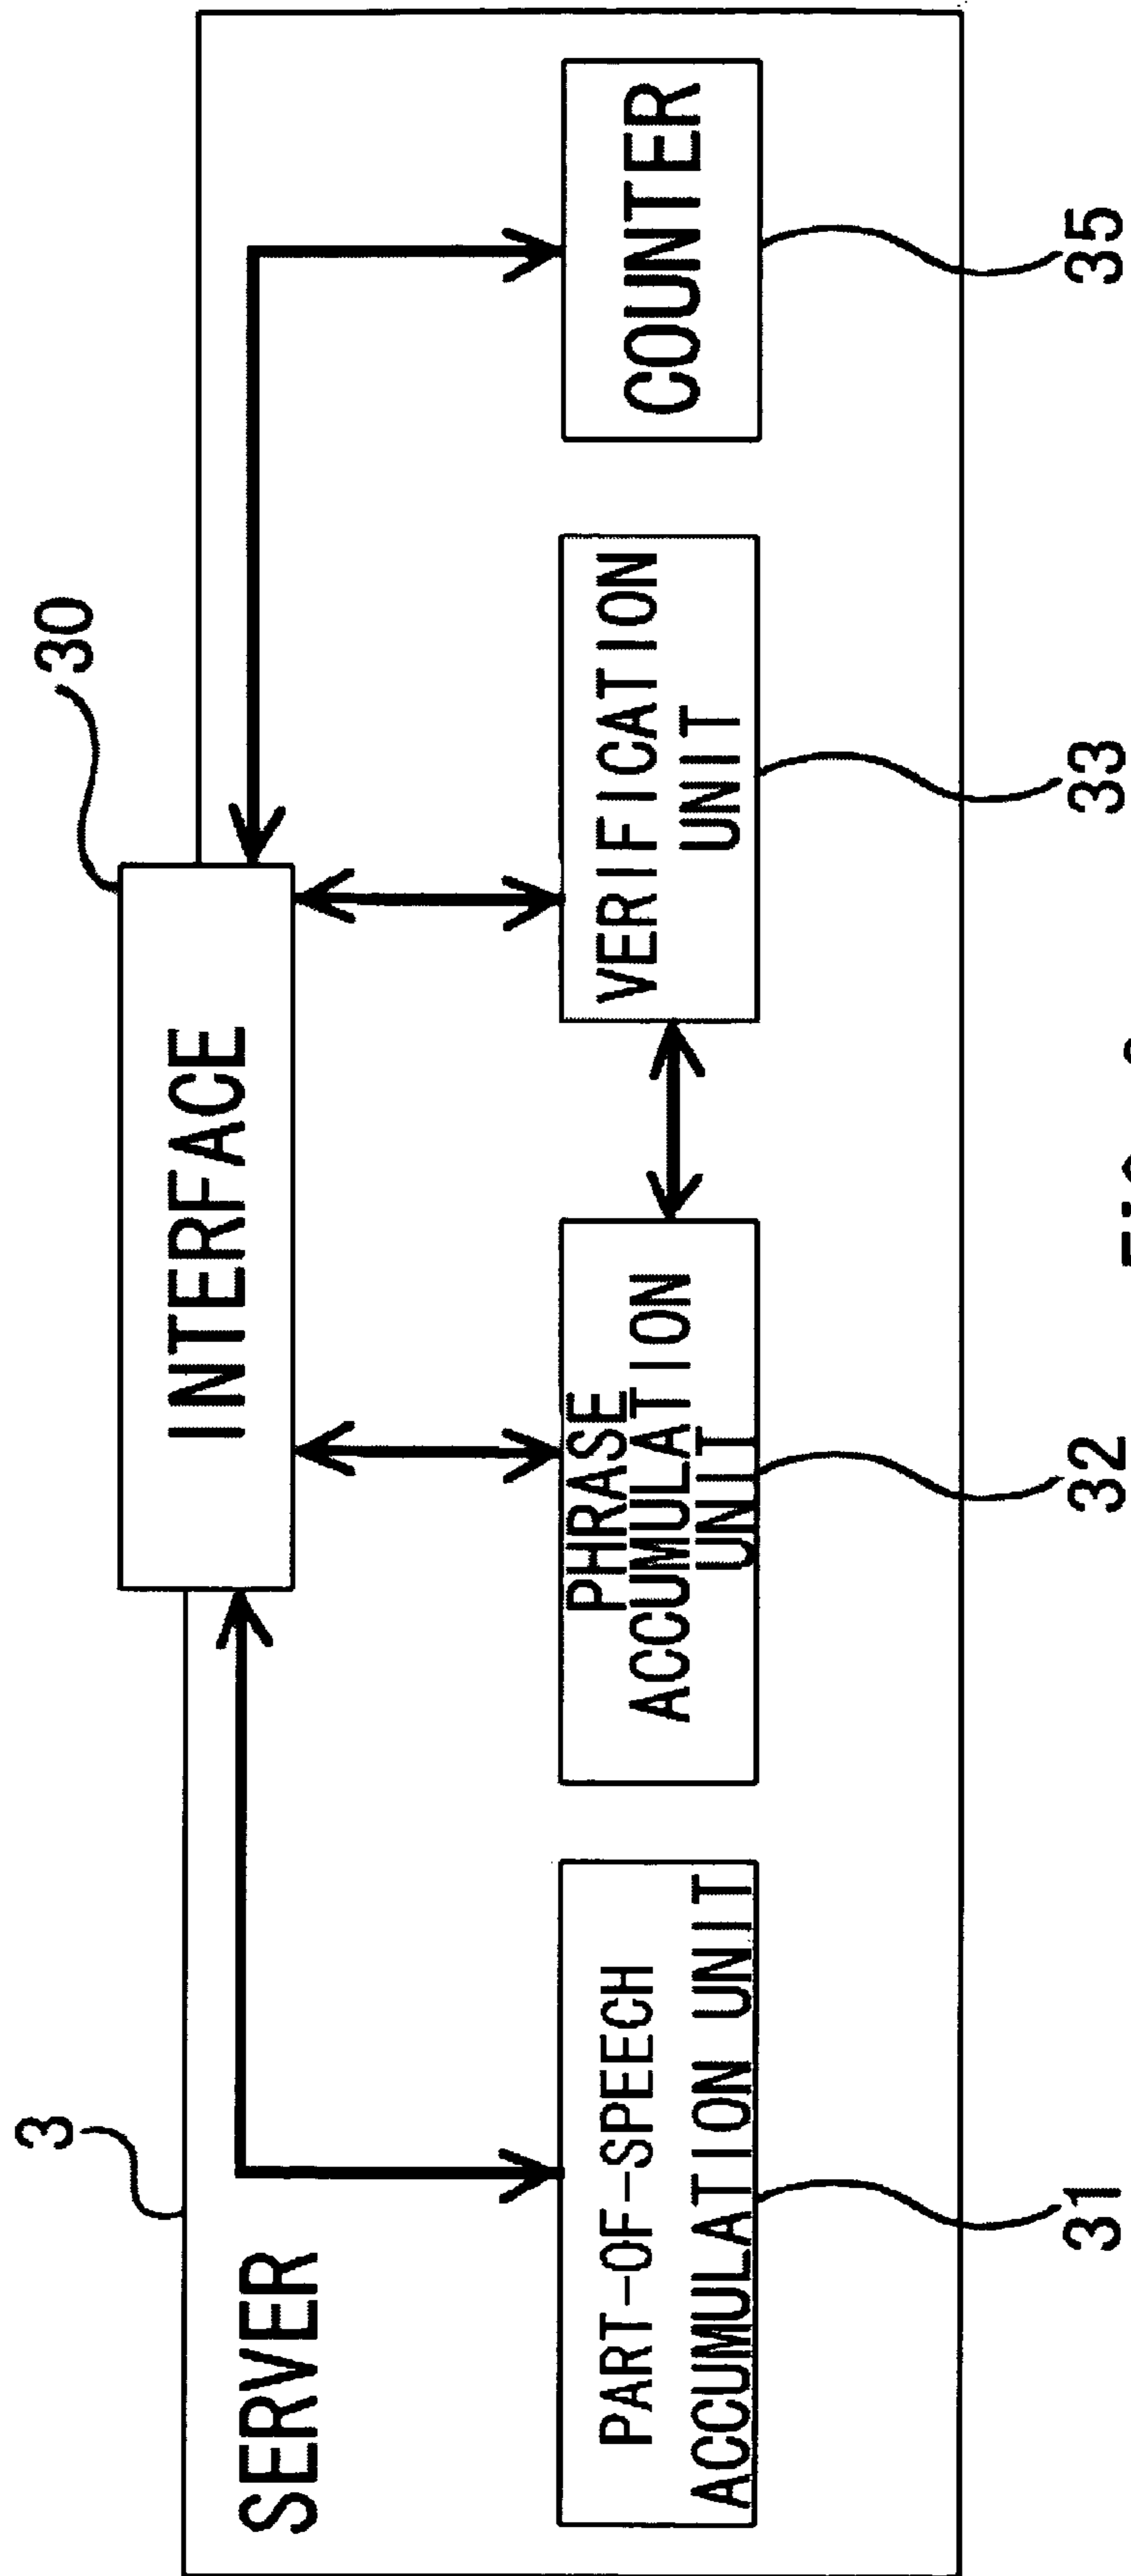 3
30
SERVER
INTERFACE
PART-OF-SPEECH
ACCUMULATION UNIT
PHRASE
ACCUMULATION
UNIT
VERIFICATION
UNIT
COUNTER
31
32
33
35